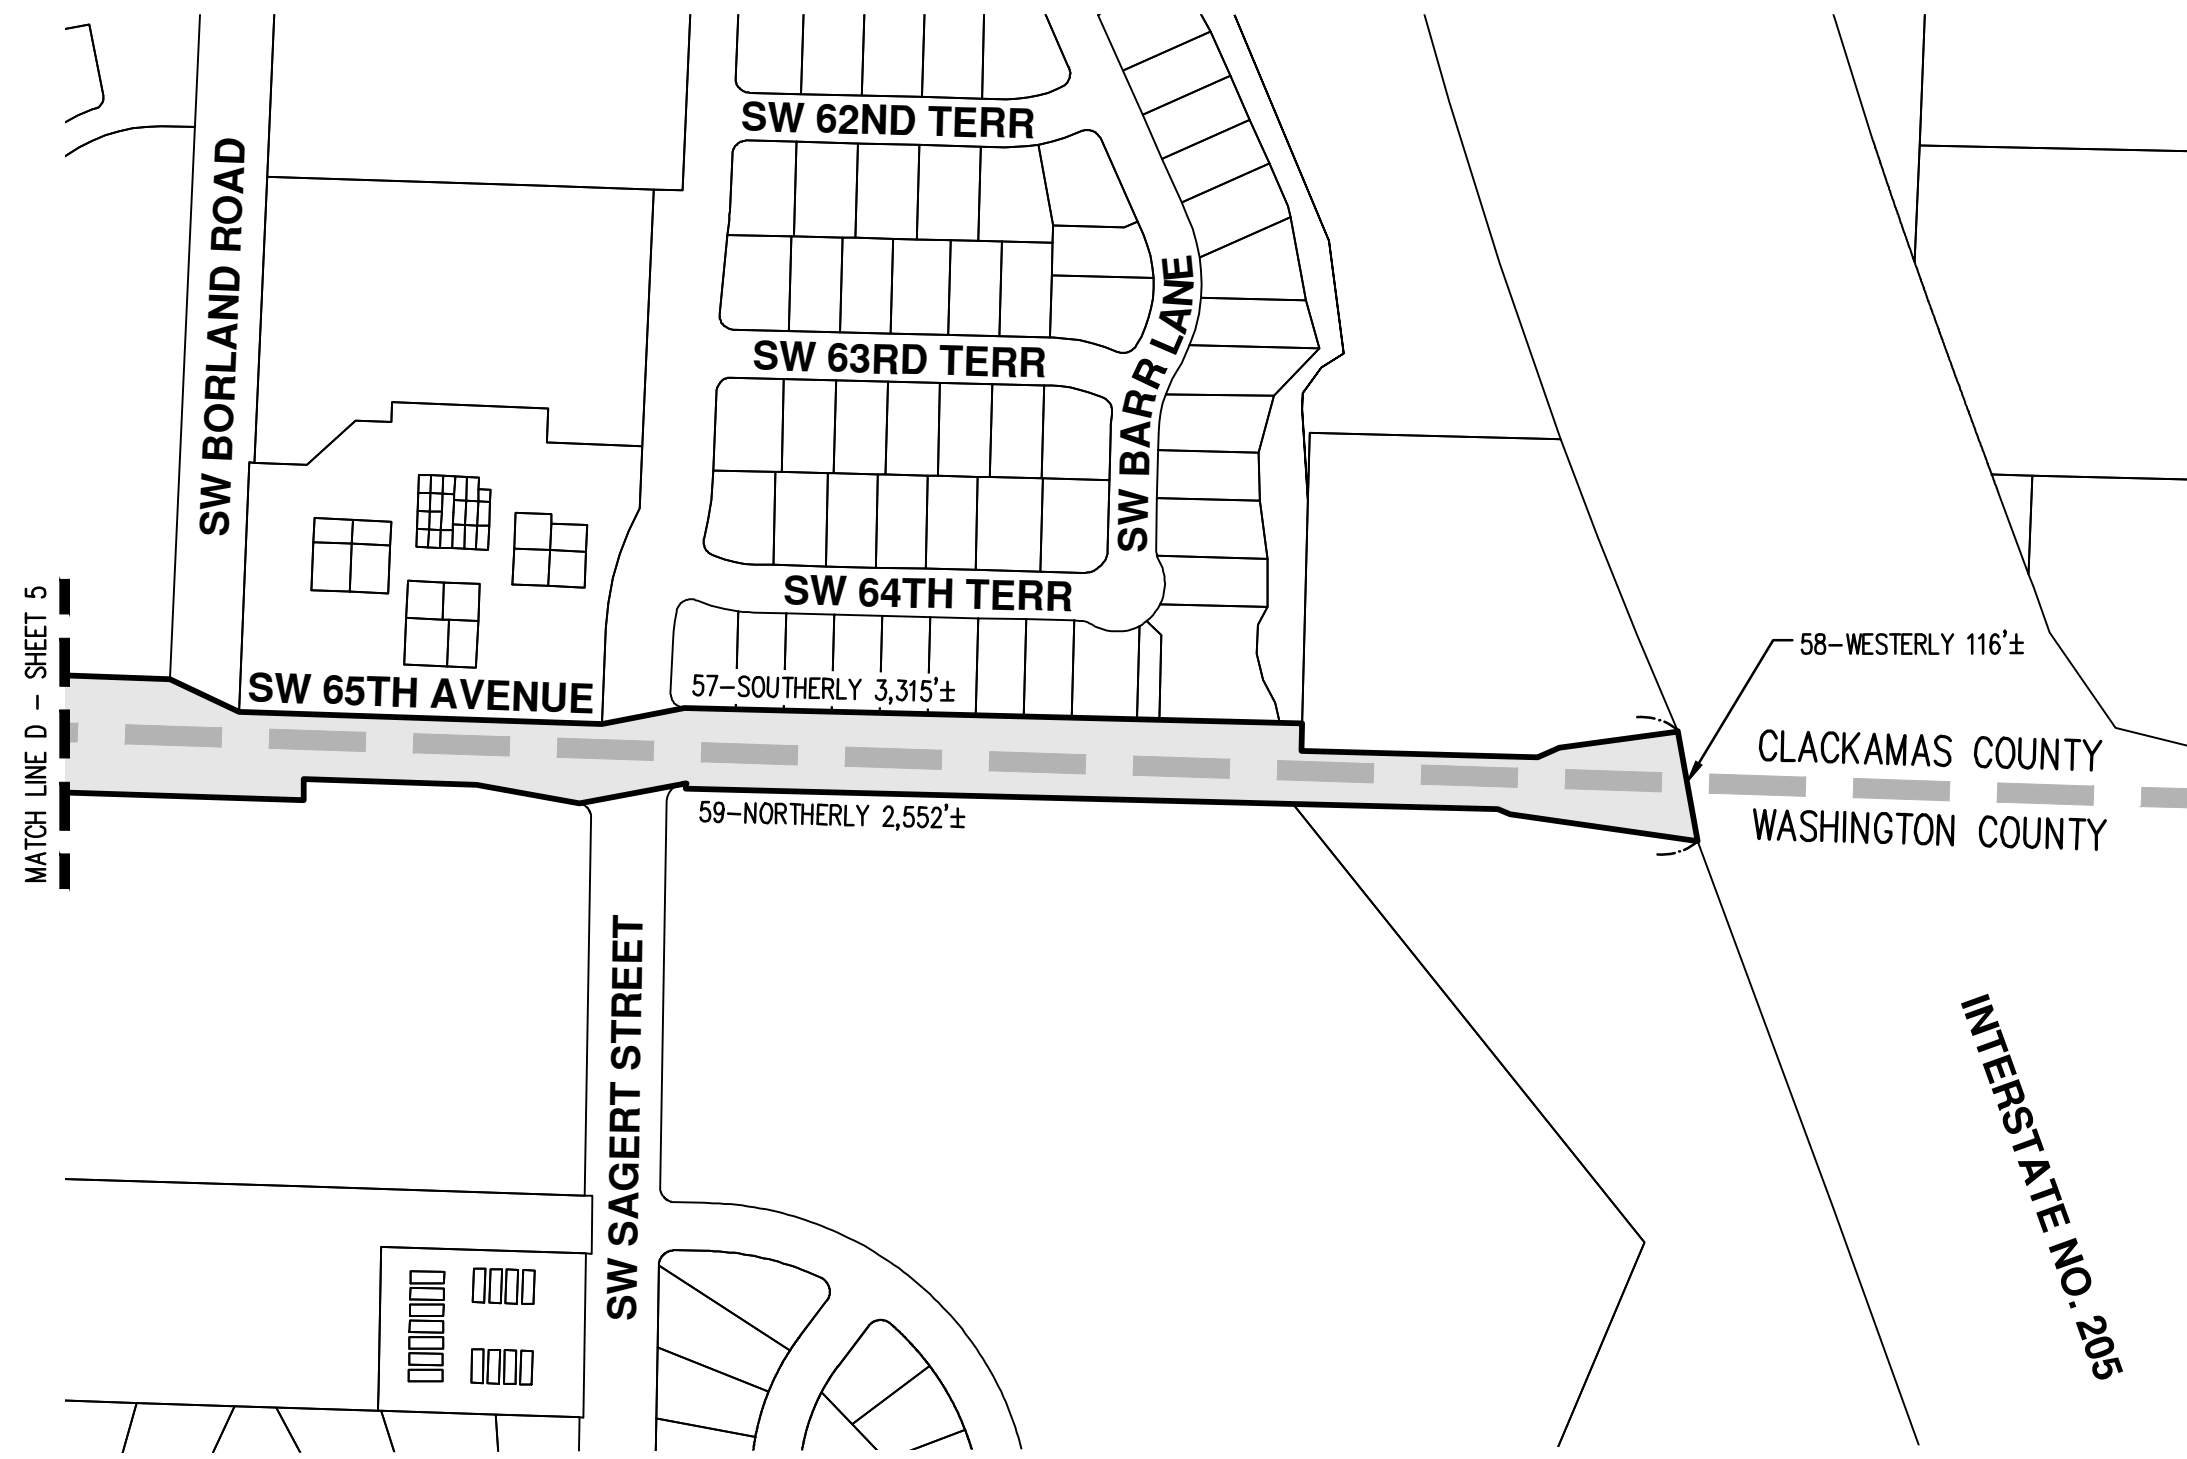 SW 62ND TERR
SW BORLAND ROAD
SW 63RD TERR
SW BARR LANE
SW 64TH TERR
MATCH LINE D - SHEET 5
SW 65TH AVENUE
57-SOUTHERLY 3,315'±
58-WESTERLY 116'±
CLACKAMAS COUNTY
WASHINGTON COUNTY
59-NORTHERLY 2,552'±
SW SAGERT STREET
INTERSTATE NO. 205